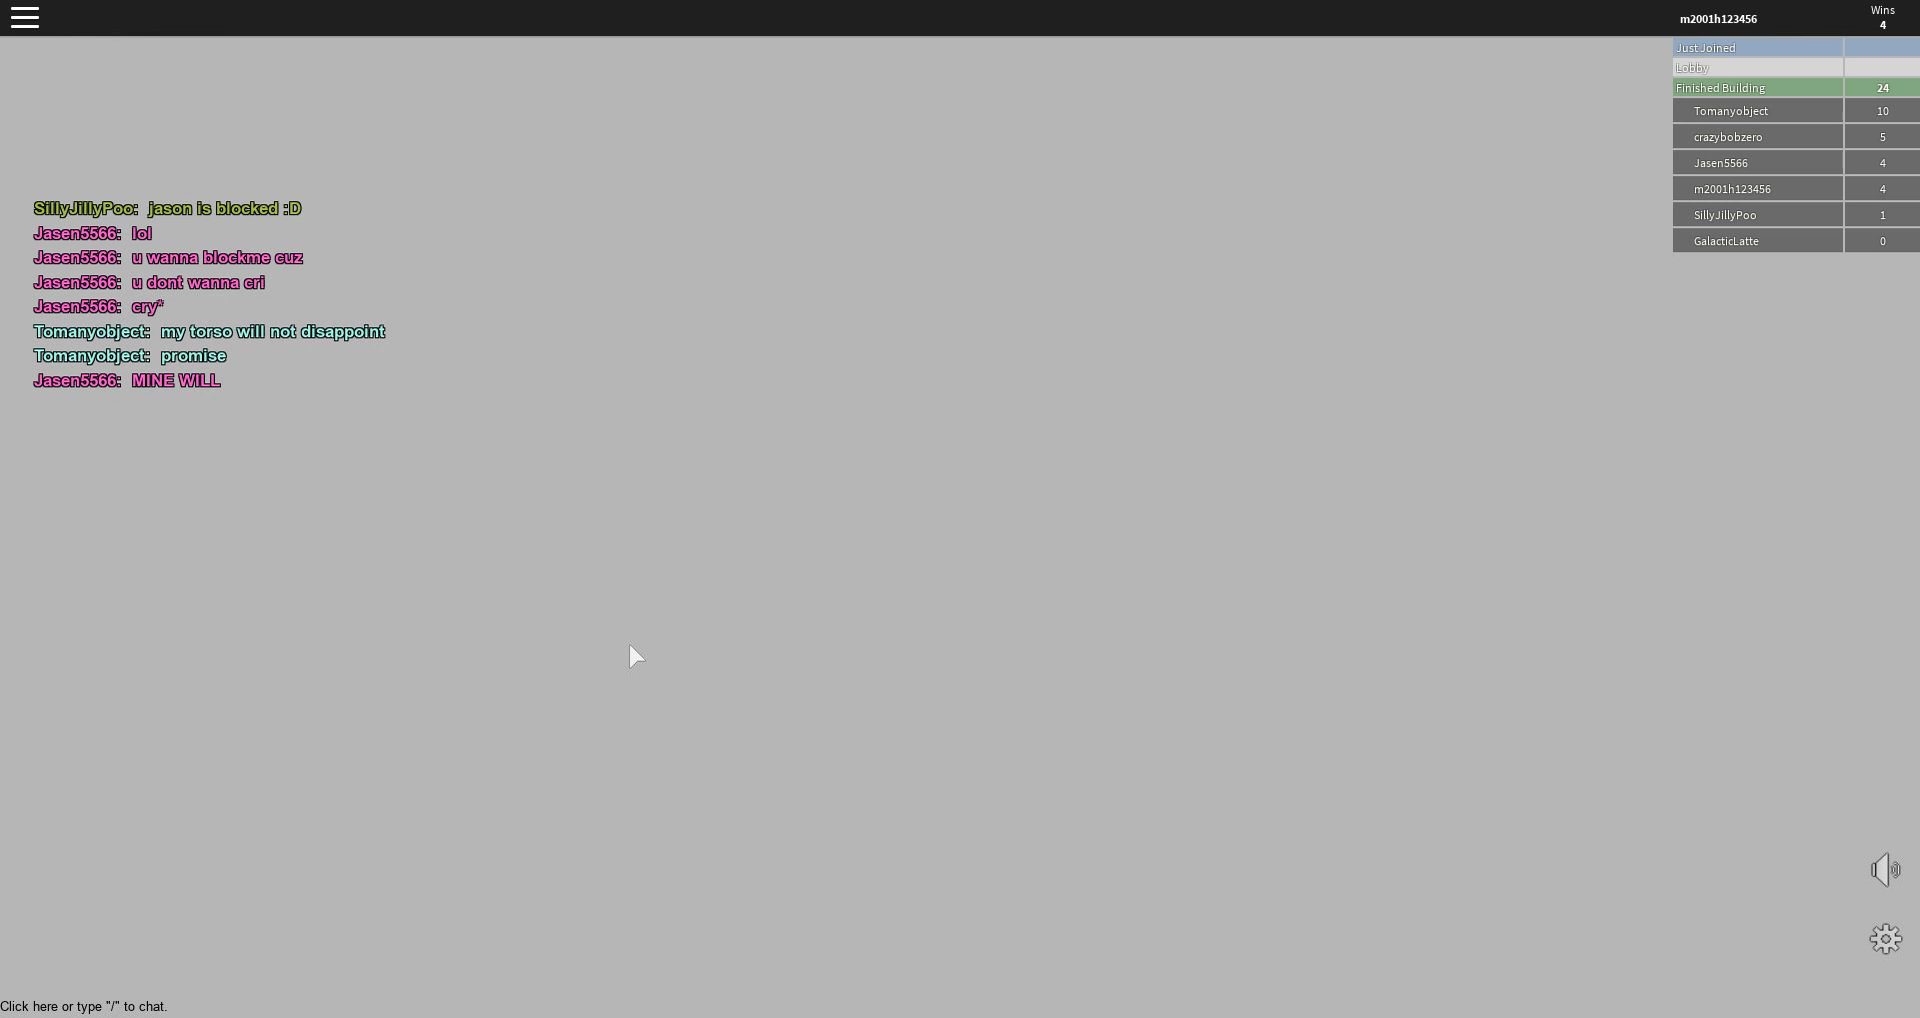 m2001h123456 Wins
4
Just Joined
Lobby
Finished Building 24
Tomanyobject 10
crazybobzero 5
Jasen5566 4
m2001h123456 4
SillyJillyPoo 1
GalacticLatte 0
SillyJillyPoo: jason is blocked :D
Jasen5566: lol
Jasen5566: u wanna blockme cuz
Jasen5566: u dont wanna cri
Jasen5566: cry*
Tomanyobject: my torso will not disappoint
Tomanyobject: promise
Jasen5566: MINE WILL
Click here or type "/" to chat.